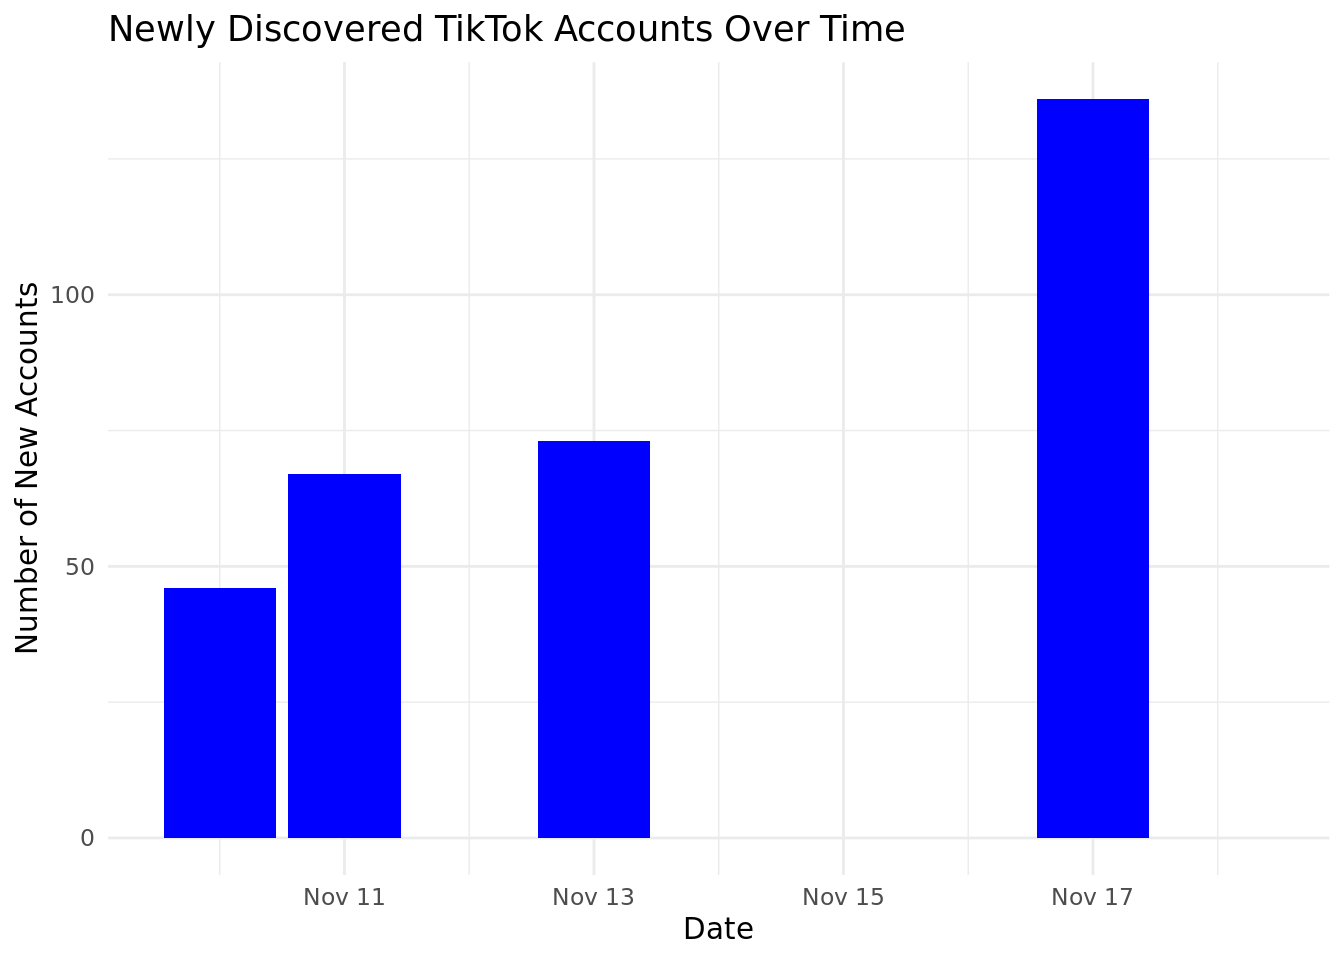 Newly Discovered TikTok Accounts Over Time
Number of New Accounts
100
50
0
Nov 11
Nov 13
Nov 15
Nov 17
Date